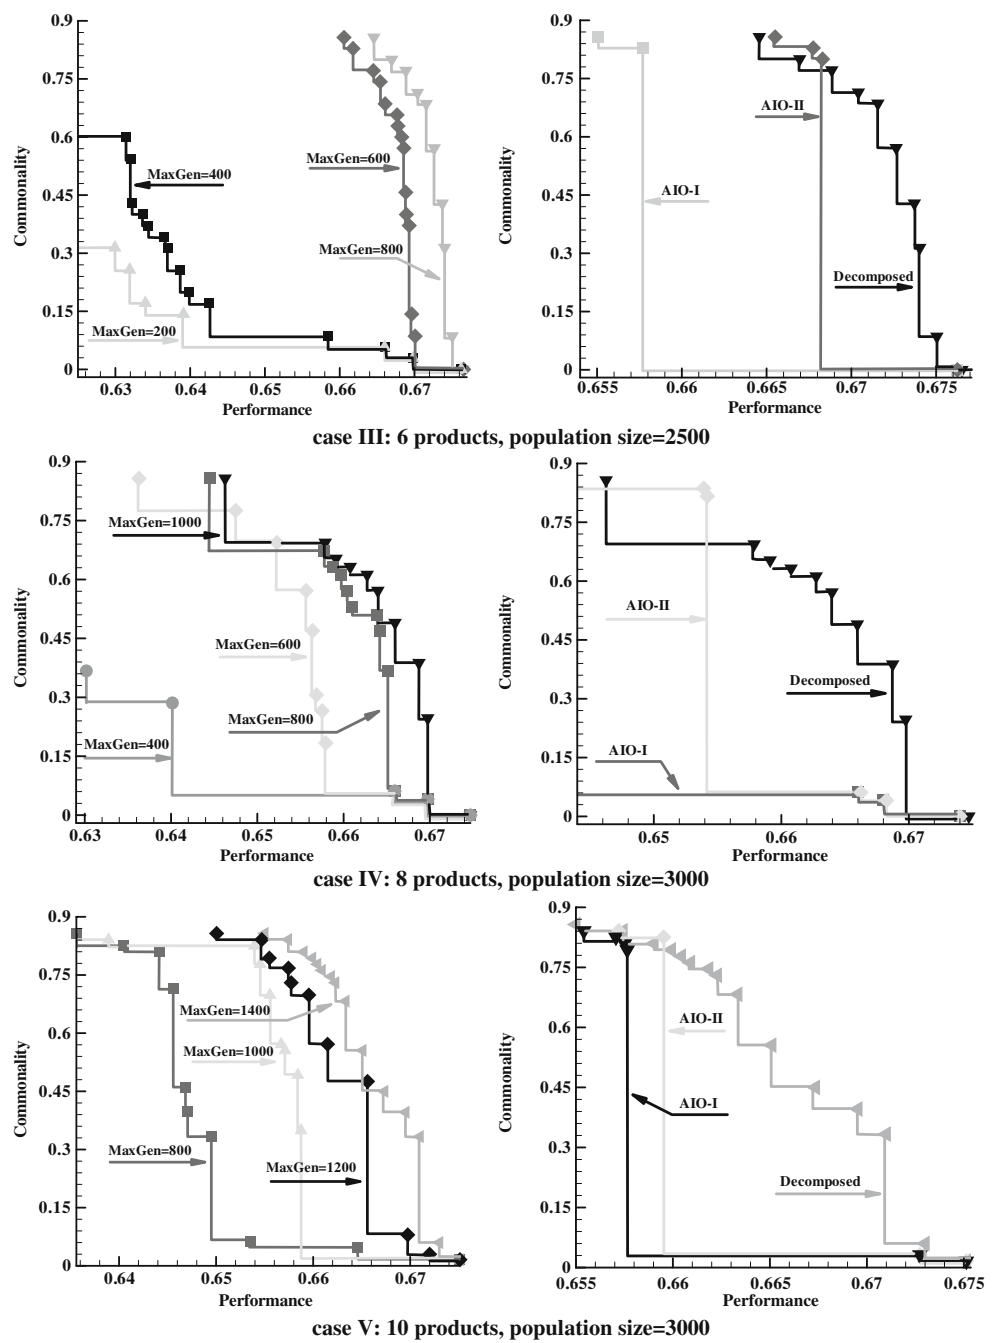 0.9
0.75
0.6
0.45
0.3
0.15
0
Commonality
MaxGen=400
MaxGen=200
MaxGen=600
MaxGen=800
0.63
0.64
0.65
0.66
0.67
Performance
0.9
0.75
0.6
0.45
0.3
0.15
0
Commonality
AIO-II
AIO-I
Decomposed
0.655
0.66
0.665
0.67
0.675
Performance
case III: 6 products, population size=2500
0.9
0.75
0.6
0.45
0.3
0.15
0
Commonality
MaxGen=1000
MaxGen=600
MaxGen=800
MaxGen=400
0.63
0.64
0.65
0.66
0.67
Performance
0.9
0.75
0.6
0.45
0.3
0.15
0
Commonality
AIO-II
Decomposed
AIO-I
0.65
0.66
0.67
Performance
case IV: 8 products, population size=3000
0.9
0.75
0.6
0.45
0.3
0.15
0
Commonality
MaxGen=1400
MaxGen=1000
MaxGen=800
MaxGen=1200
0.64
0.65
0.66
0.67
Performance
0.9
0.75
0.6
0.45
0.3
0.15
0
Commonality
AIO-II
AIO-I
Decomposed
0.655
0.66
0.665
0.67
0.675
Performance
case V: 10 products, population size=3000